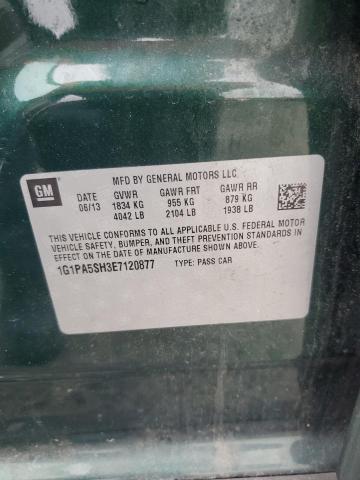 GM
MFD BY GENERAL MOTORS LLC
DATE GVWR GAWR FRT GAWR RR
06/13 1834 KG 955 KG 879 KG
4042 LB 2104 LB 1938 LB
THIS VEHICLE CONFORMS TO ALL APPLICABLE U.S. FEDERAL MOTOR
VEHICLE SAFETY, BUMPER, AND THEFT PREVENTION STANDARDS IN
EFFECT ON THE DATE OF MANUFACTURE SHOWN ABOVE.
1G1PA5SH3E7120877 TYPE: PASS CAR